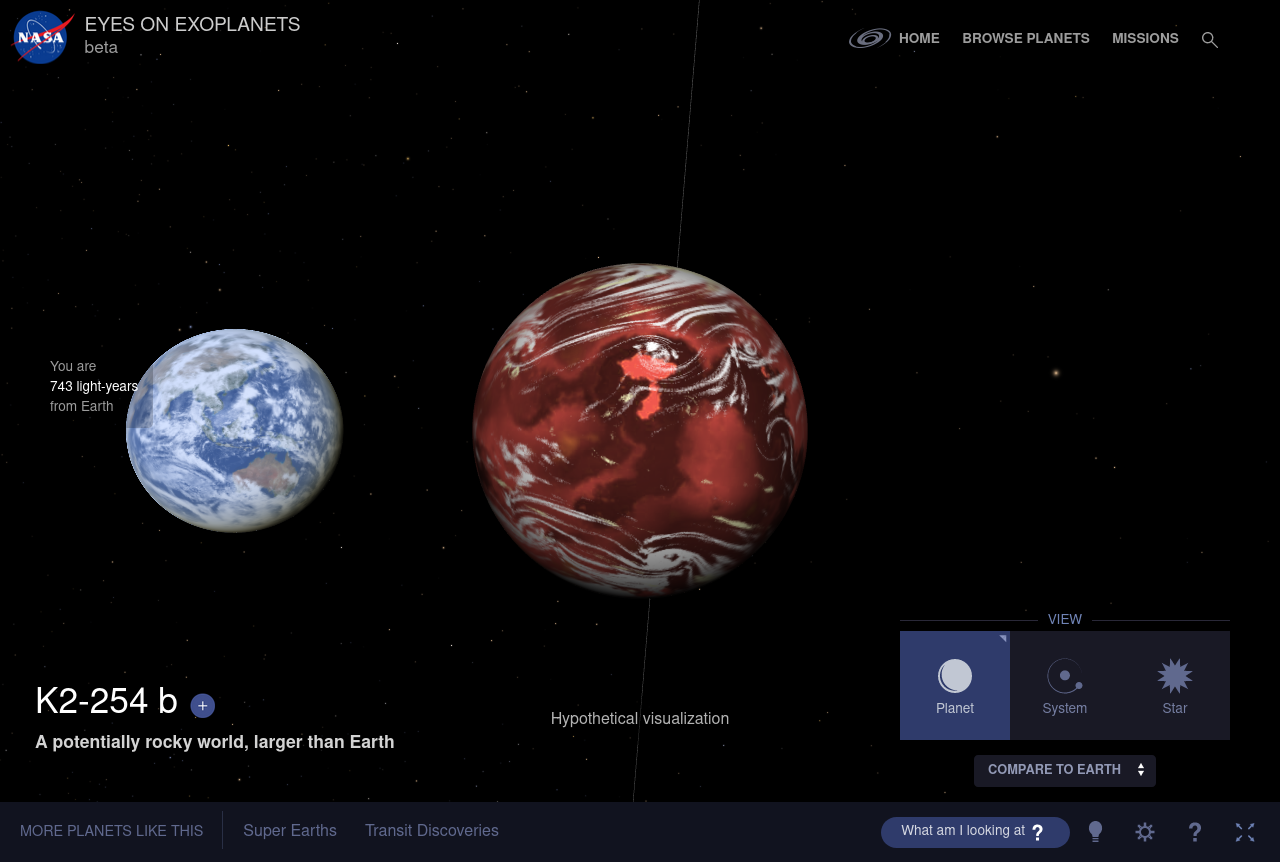 NASA
EYES ON EXOPLANETS
beta
HOME
BROWSE PLANETS
MISSIONS
You are
743 light-years
from Earth
K2-254 b +
A potentially rocky world, larger than Earth
Hypothetical visualization
VIEW
Planet
System
Star
COMPARE TO EARTH
MORE PLANETS LIKE THIS
Super Earths
Transit Discoveries
What am I looking at ?
?